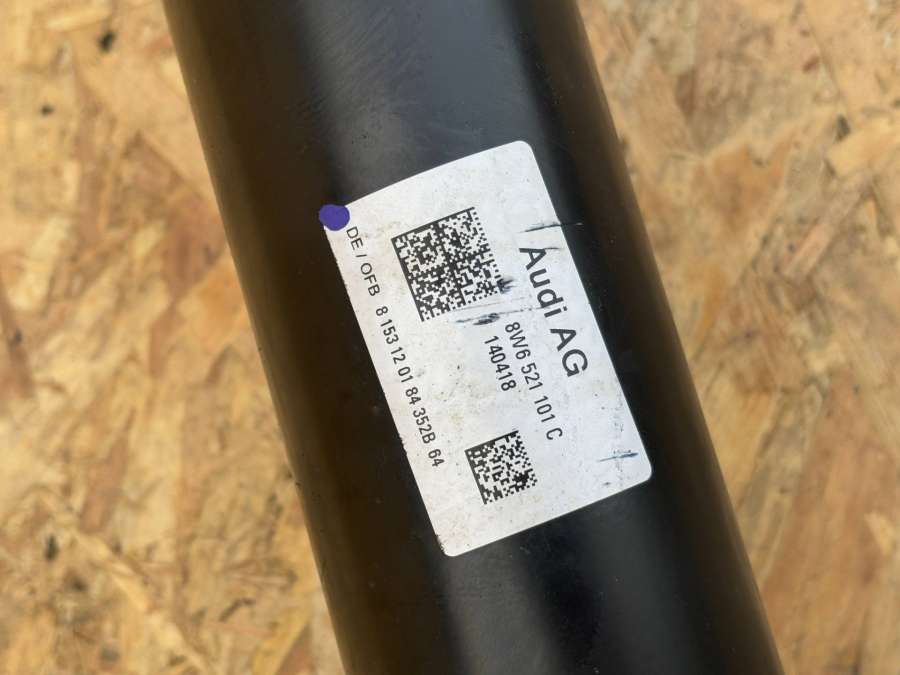 Audi AG
8W6 521 101 C
140418
DE / OFB 8 153 12 01 84 352B 64